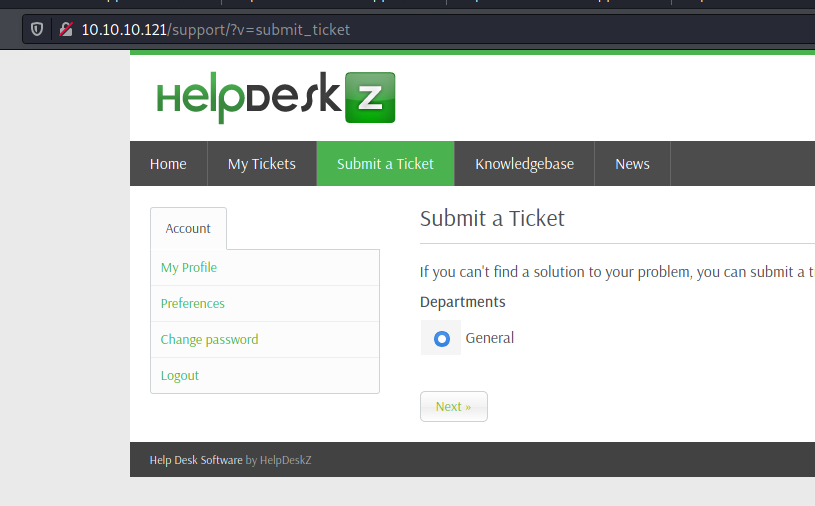 10.10.10.121/support/?v=submit_ticket
HelpDesk Z
Home
My Tickets
Submit a Ticket
Knowledgebase
News
Account
My Profile
Preferences
Change password
Logout
Submit a Ticket
If you can't find a solution to your problem, you can submit a
Departments
General
Next »
Help Desk Software by HelpDeskZ